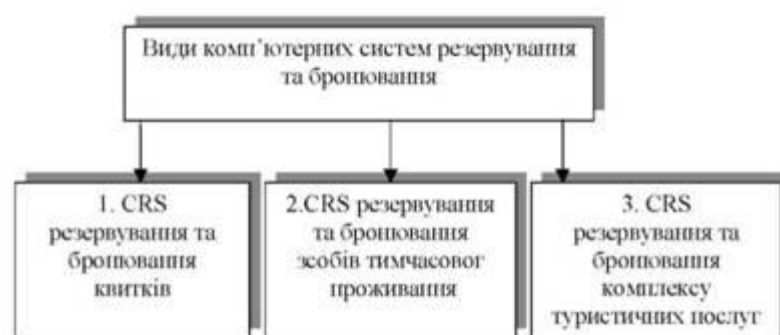 Види комп’ютерних систем резервування
та бронювання
1. CRS
резервування та
бронювання
квитків
2.CRS резервування
та бронювання
зсобів тимчасовог
проживання
3. CRS
резервування та
бронювання
комплексу
туристичних послуг